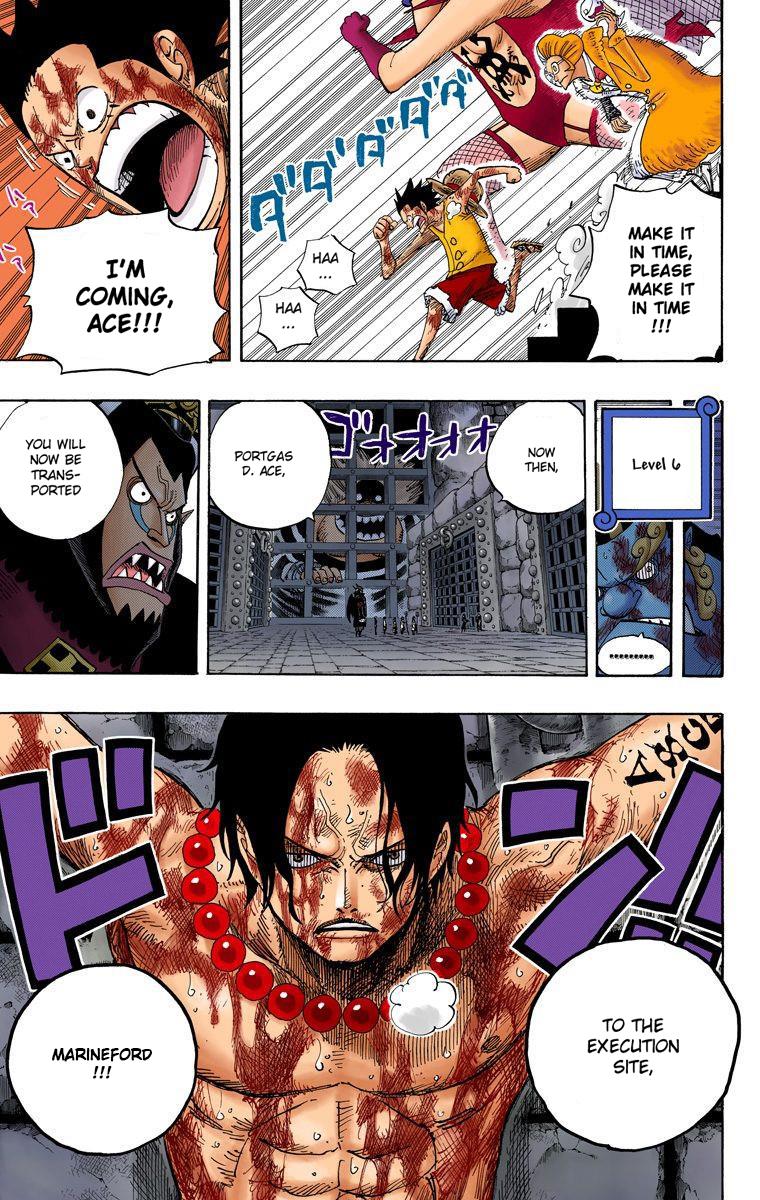 MAKE IT
IN TIME,
PLEASE
MAKE IT
IN TIME
!!!
ダダダダダ
HAA
...
HAA
...
I'M
COMING,
ACE!!!
Level 6
..........
NOW
THEN,
ゴオオオオ
PORTGAS
D. ACE,
YOU WILL
NOW BE
TRANS-
PORTED
ASCE
ドン
TO THE
EXECUTION
SITE,
MARINEFORD
!!!